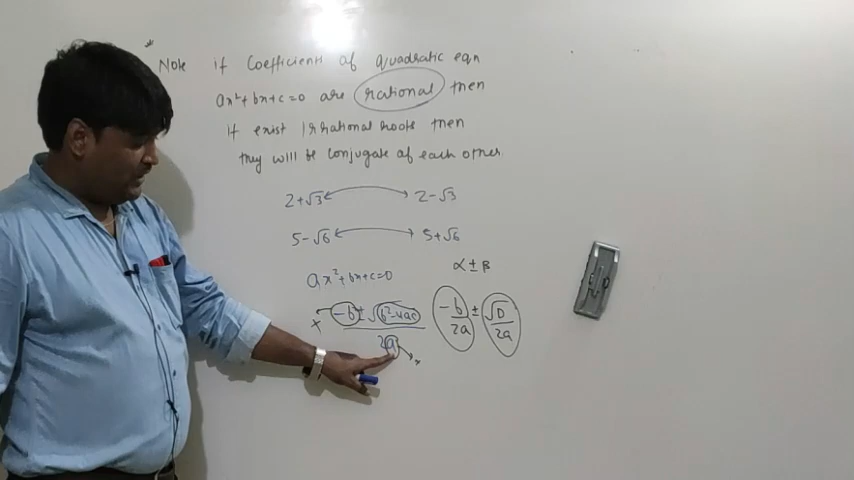 * Note if Coefficients of quadratic eqn
ax²+bx+c=0 are rational then
if exist Irrational roots then
they will be conjugate of each other
2+√3 2-√3
5-√6 5+√6
ax²+bx+c=0 α ± β
x -b ± √b²-4ac / 2a
-b/2a ± √D/2a